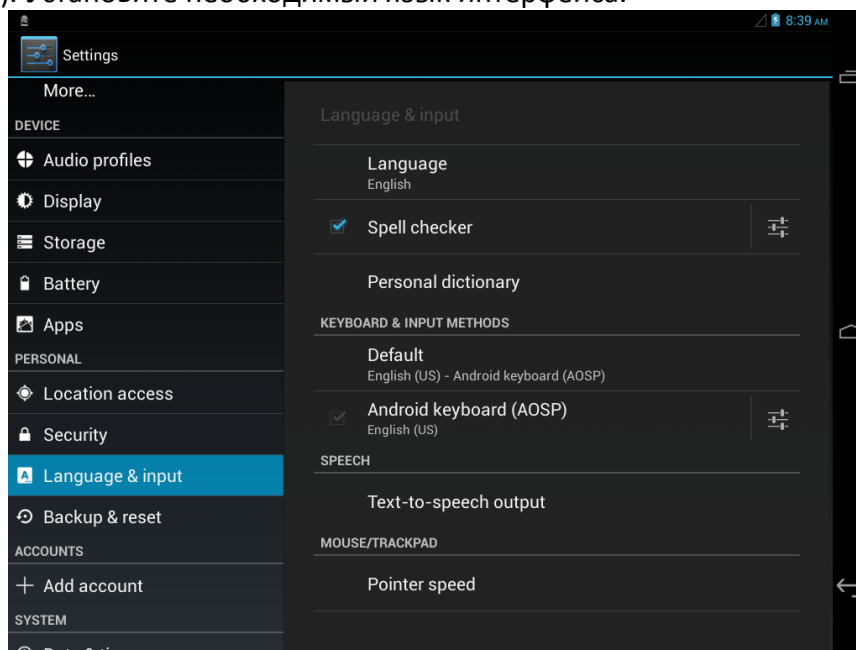 ). Установите необходимый язык интерфейса.
8:39 AM
Settings
More...
DEVICE
Audio profiles
Display
Storage
Battery
Apps
PERSONAL
Location access
Security
Language & input
Backup & reset
ACCOUNTS
Add account
SYSTEM
Language & input
Language
English
Spell checker
Personal dictionary
KEYBOARD & INPUT METHODS
Default
English (US) - Android keyboard (AOSP)
Android keyboard (AOSP)
English (US)
SPEECH
Text-to-speech output
MOUSE/TRACKPAD
Pointer speed